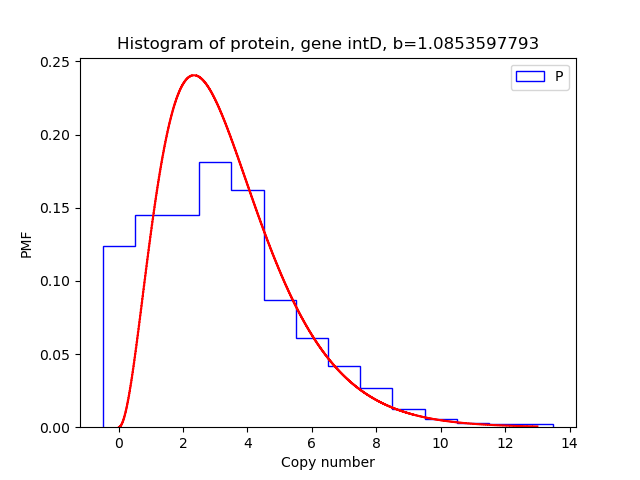 Histogram of protein, gene intD, b=1.0853597793
P
0.25
0.20
0.15
0.10
0.05
0.00
PMF
0 2 4 6 8 10 12 14
Copy number